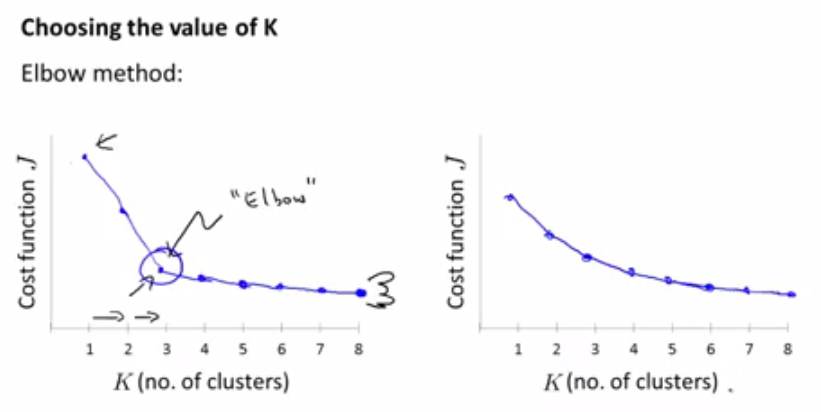 Choosing the value of K
Elbow method:
Cost function J
"Elbow"
1 2 3 4 5 6 7 8
K (no. of clusters)
Cost function J
1 2 3 4 5 6 7 8
K (no. of clusters) .